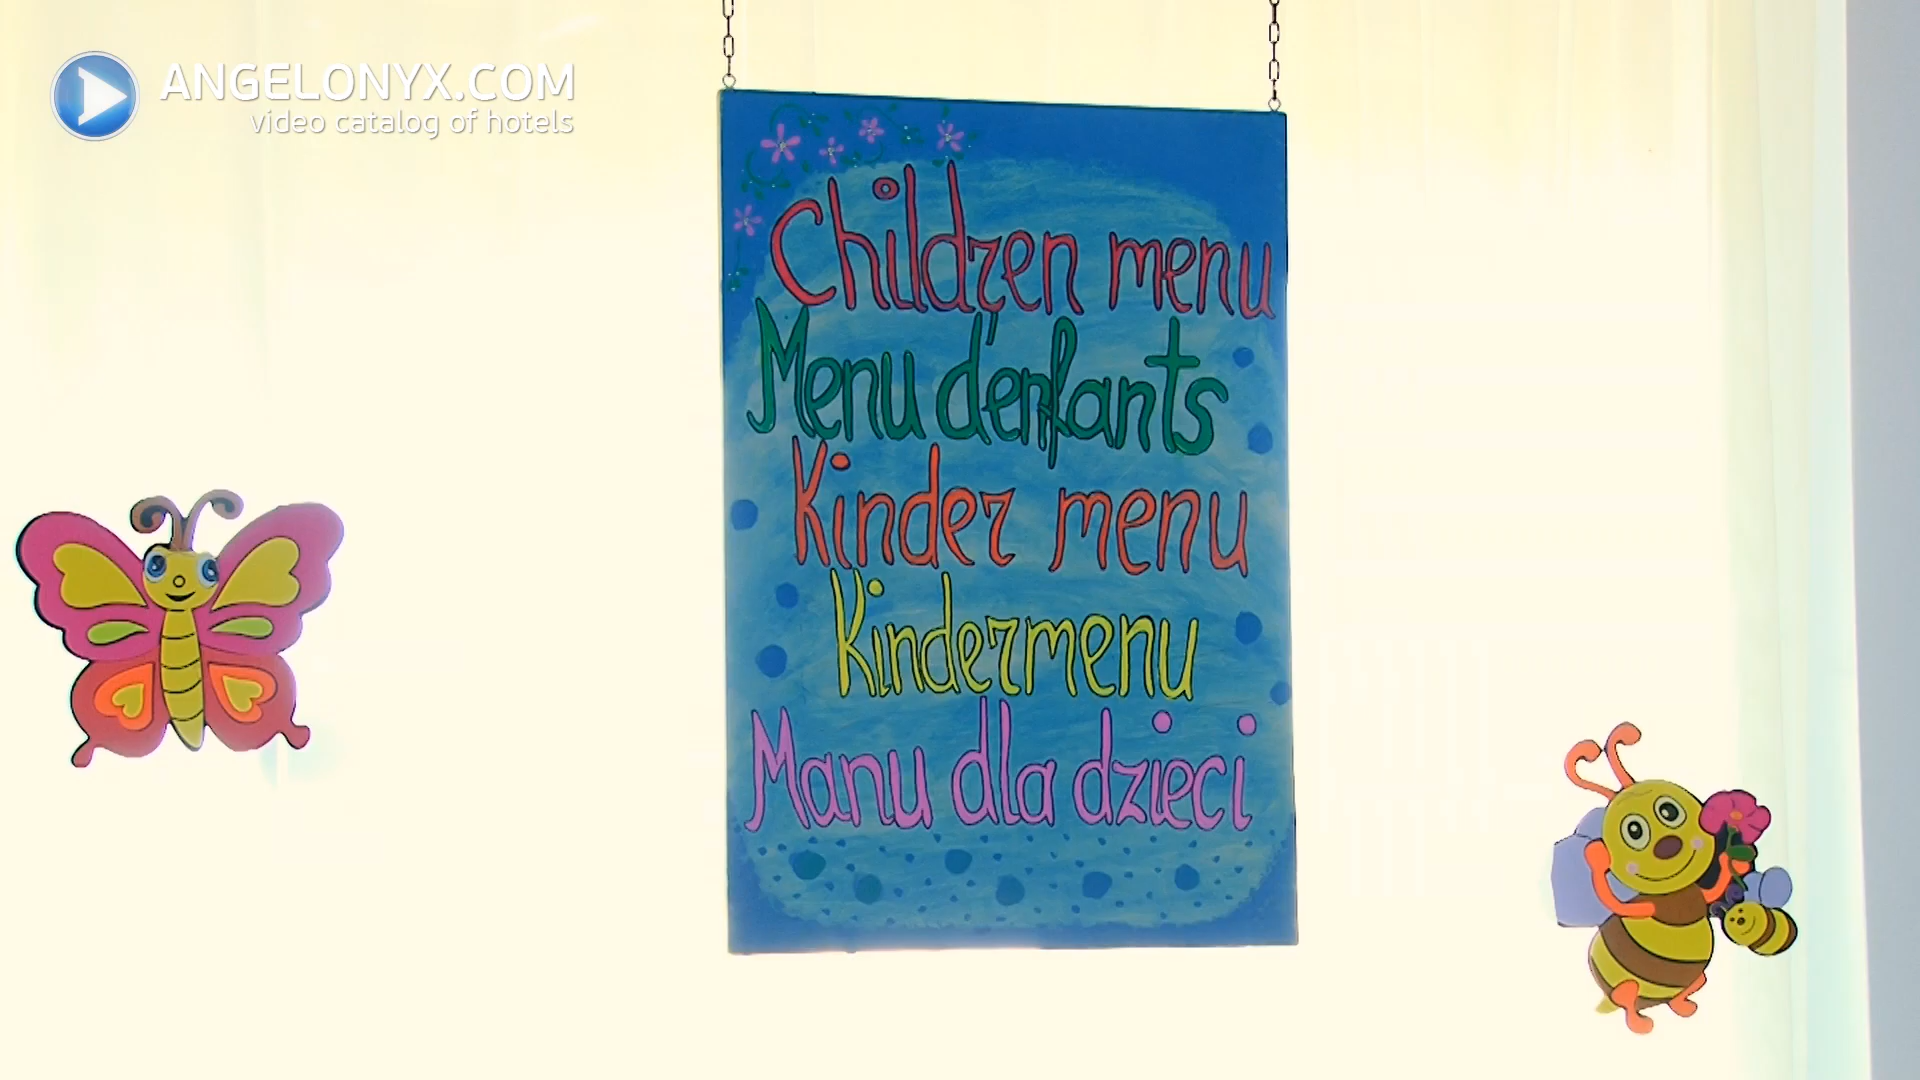 ANGELONYX.COM
video catalog of hotels
Children menu
Menu d'enfants
Kinder menu
Kindermenu
Manu dla dzieci